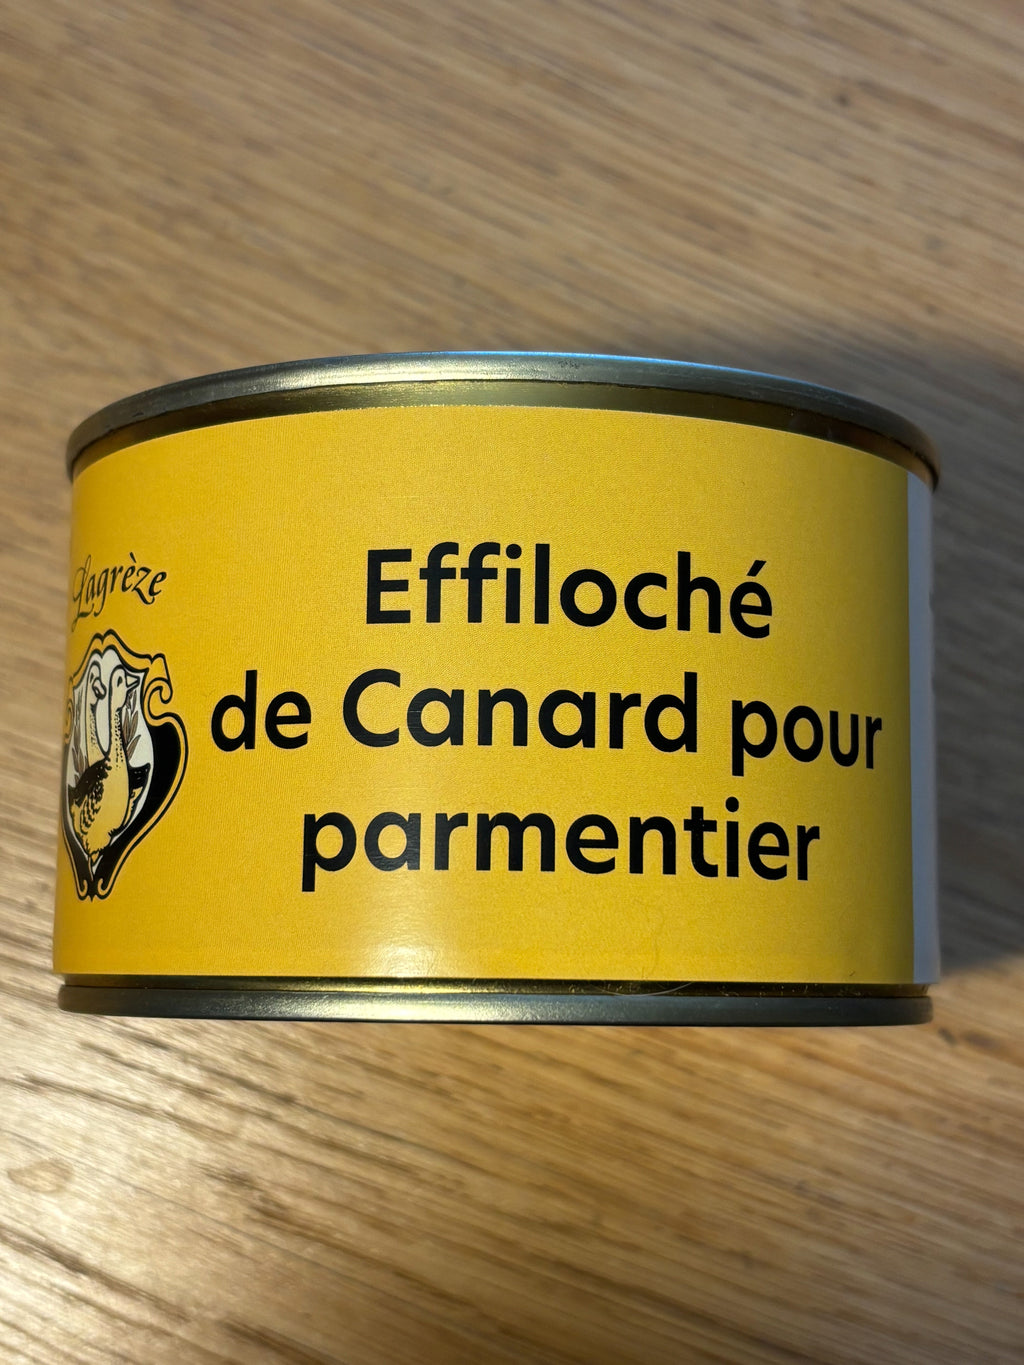 Lagrèze
Effiloché
de Canard pour
parmentier